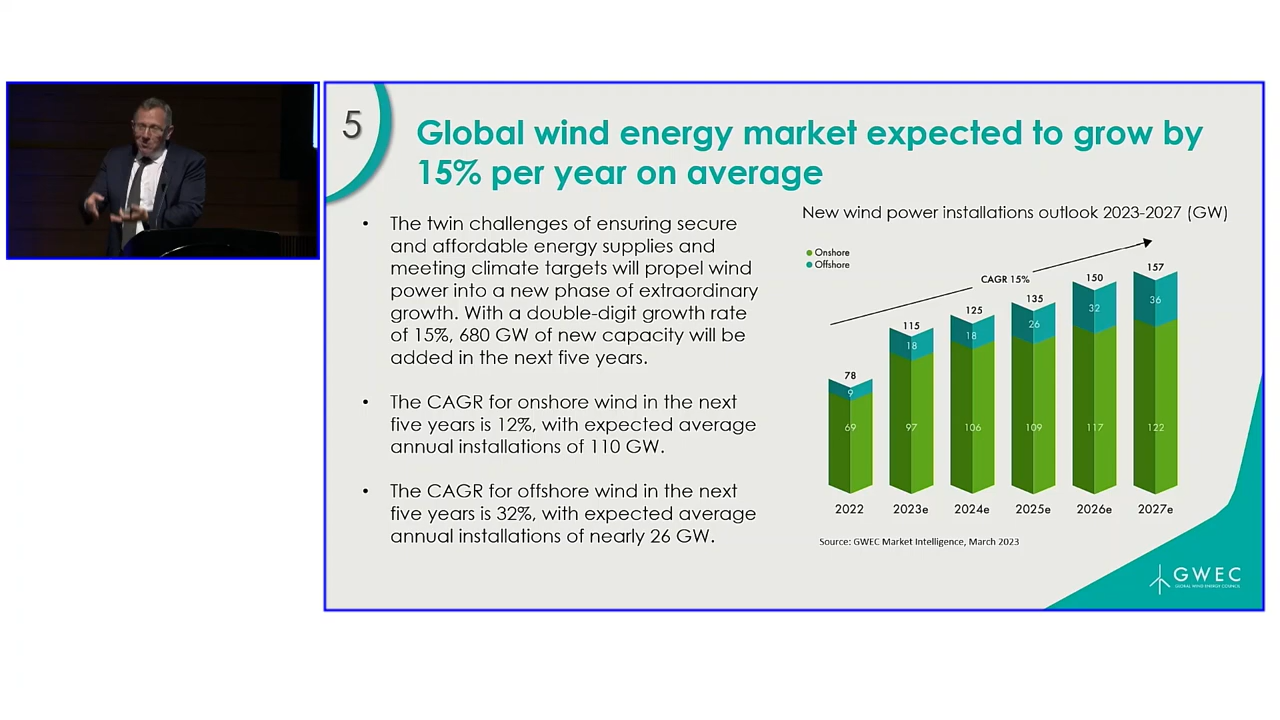 5
Global wind energy market expected to grow by
15% per year on average
• The twin challenges of ensuring secure
and affordable energy supplies and
meeting climate targets will propel wind
power into a new phase of extraordinary
growth. With a double-digit growth rate
of 15%, 680 GW of new capacity will be
added in the next five years.
• The CAGR for onshore wind in the next
five years is 12%, with expected average
annual installations of 110 GW.
• The CAGR for offshore wind in the next
five years is 32%, with expected average
annual installations of nearly 26 GW.
New wind power installations outlook 2023-2027 (GW)
Onshore
Offshore
CAGR 15%
78 115 125 135 150 157
9 18 18 26 32 36
69 97 106 109 117 122
2022 2023e 2024e 2025e 2026e 2027e
Source: GWEC Market Intelligence, March 2023
GWEC
GLOBAL WIND ENERGY COUNCIL